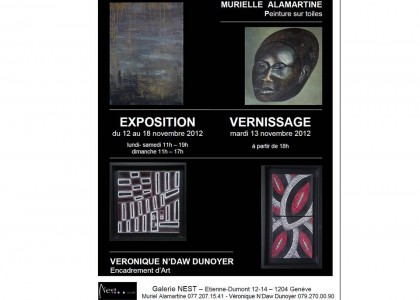 MURIELLE ALAMARTINE
Peinture sur toiles
EXPOSITION
du 12 au 18 novembre 2012
lundi- samedi 11h – 19h
dimanche 11h – 17h
VERNISSAGE
mardi 13 novembre 2012
à partir de 18h
VERONIQUE N'DAW DUNOYER
Encadrement d'Art
Nest
Galerie NEST – Etienne-Dumont 12-14 – 1204 Genève
Muriel Alamartine 077.207.15.41 - Véronique N'Daw Dunoyer 079.270.00.90